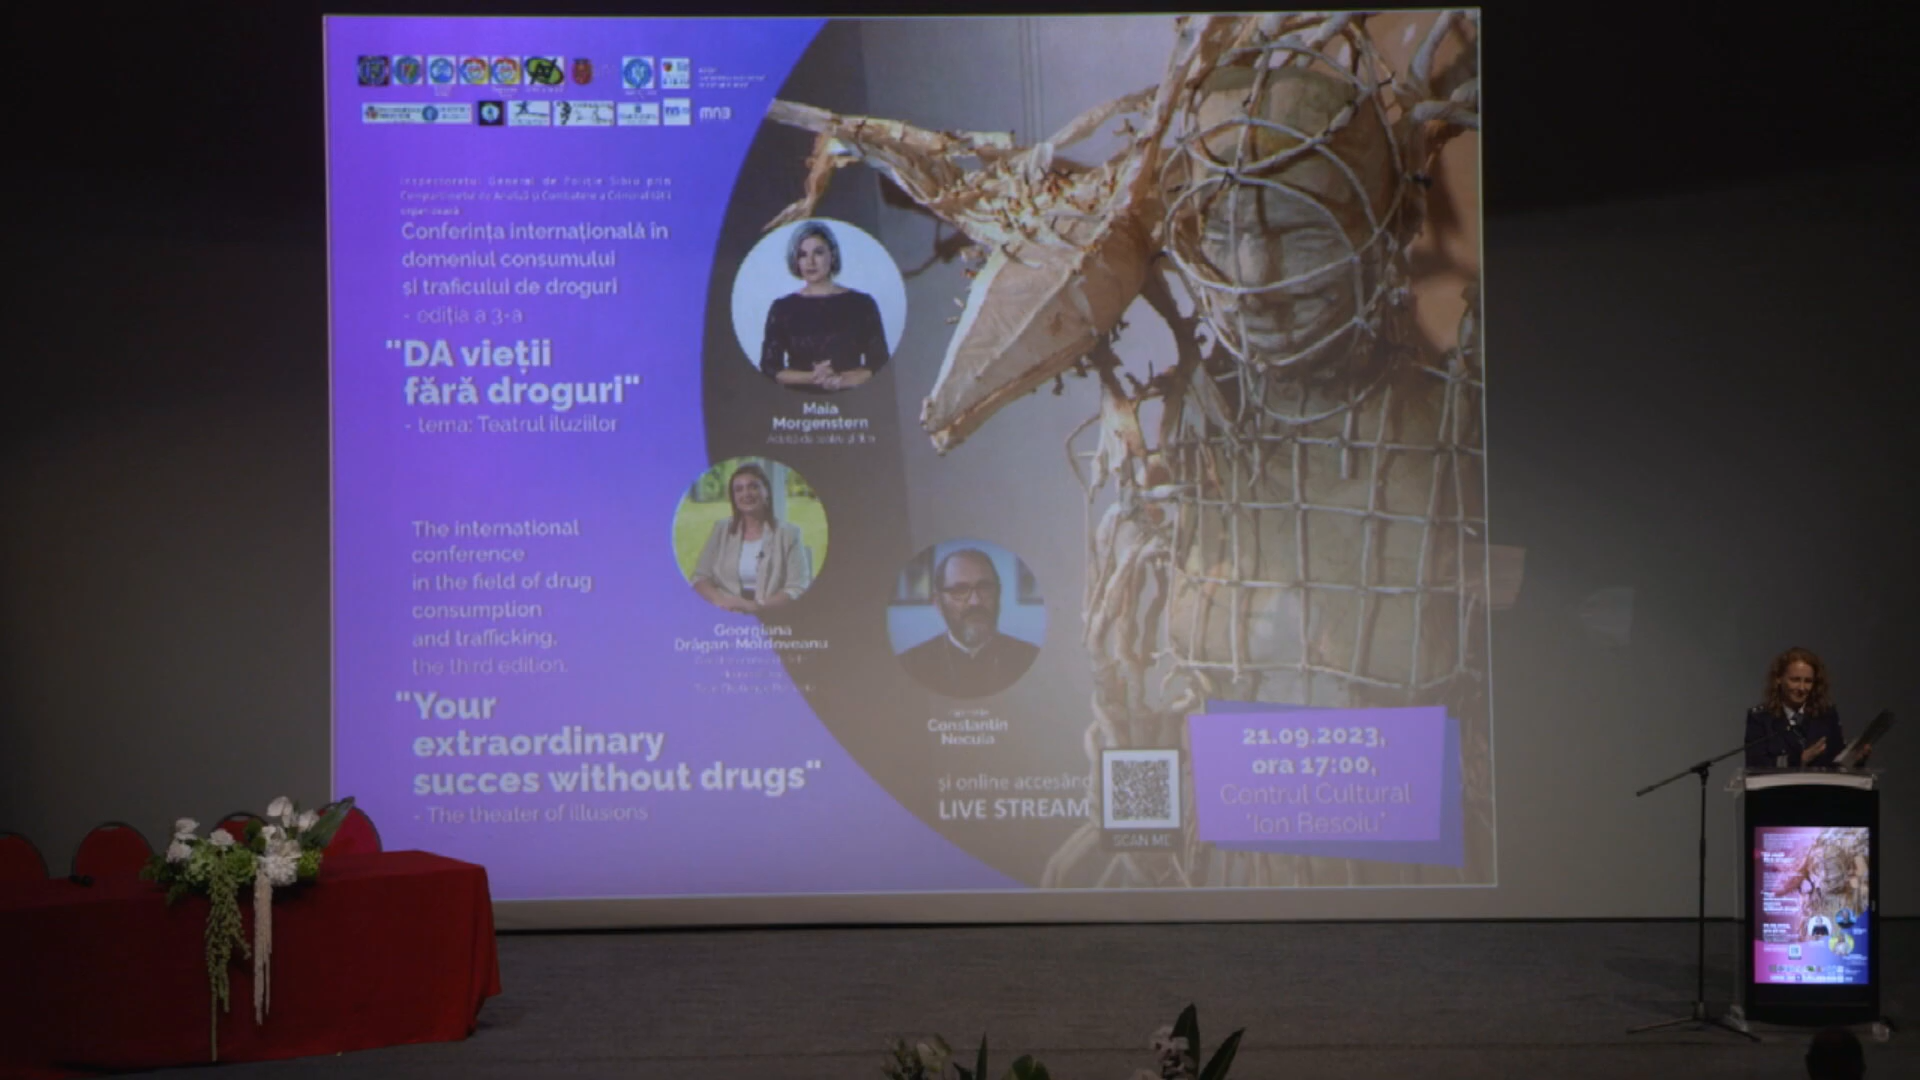 mn3
Conferința internațională în
domeniul consumului
și traficului de droguri
- ediția a 3-a
"DA vieții
fără droguri"
- tema: Teatrul iluziilor
The international
conference
in the field of drug
consumption
and trafficking,
the third edition.
"Your
extraordinary
succes without drugs"
- The theater of illusions
Maia
Morgenstern
Georgiana
Drăgan-Moldoveanu
Constantin
Necula
și online accesând
LIVE STREAM
SCAN ME
21.09.2023,
ora 17:00,
Centrul Cultural
"Ion Besoiu"